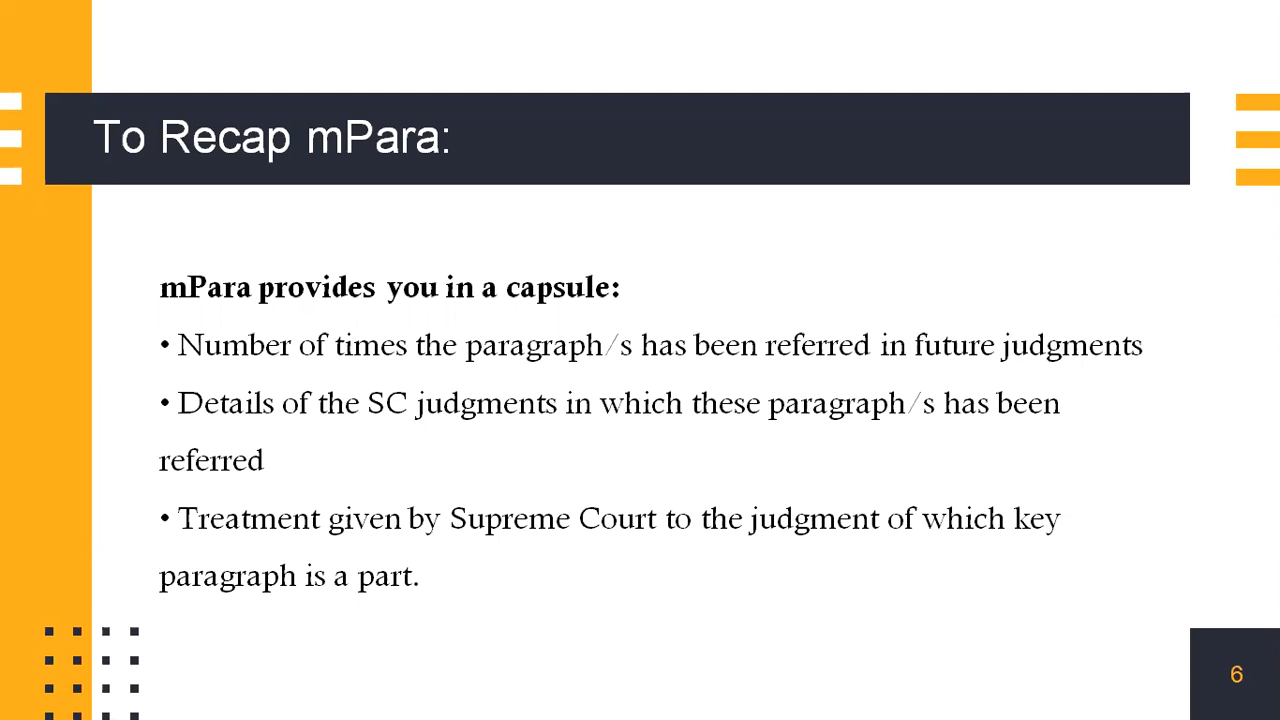 To Recap mPara:
mPara provides you in a capsule:
• Number of times the paragraph/s has been referred in future judgments
• Details of the SC judgments in which these paragraph/s has been
referred
• Treatment given by Supreme Court to the judgment of which key
paragraph is a part.
6